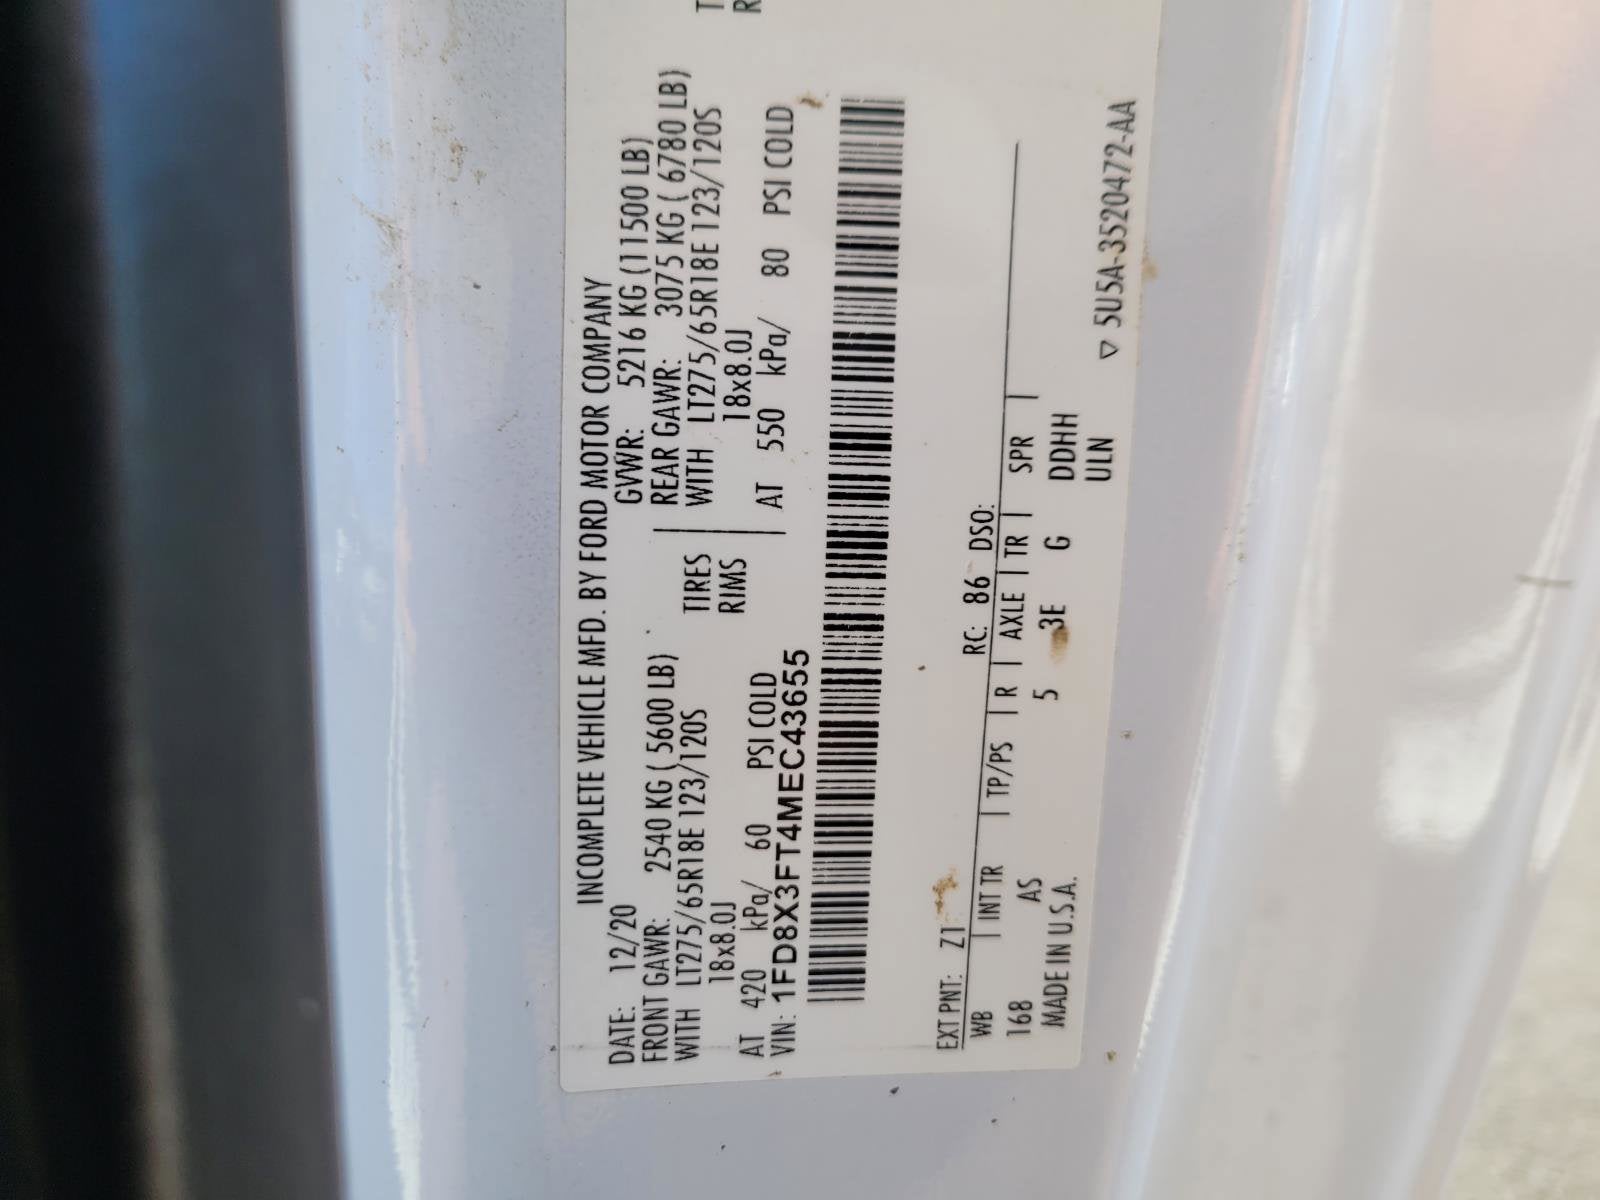 INCOMPLETE VEHICLE MFD. BY FORD MOTOR COMPANY
DATE: 12/20 GVWR: 5216 KG (11500 LB)
FRONT GAWR: 2540 KG ( 5600 LB) REAR GAWR: 3075 KG ( 6780 LB)
WITH LT275/65R18E 123/120S TIRES WITH LT275/65R18E 123/120S
18x8.0J RIMS 18x8.0J
AT 420 kPa/ 60 PSI COLD AT 550 kPa/ 80 PSI COLD
VIN: 1FD8X3FT4MEC43655
EXT PNT: Z1 RC: 86 DSO:
WB | INT TR | TP/PS | R | AXLE | TR | SPR |
168 AS 5 3E G DDHH
MADE IN U.S.A. ULN
▽ 5U5A-3520472-AA